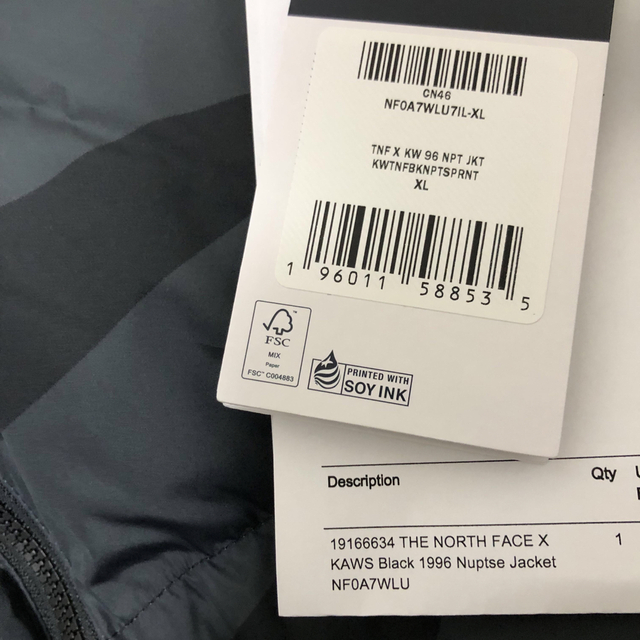 CN46
NF0A7WLU7IL-XL
TNF X KW 96 NPT JKT
KWTNFBKNPTSPRNT
XL
1 96011 58853 5
FSC
MIX
Paper
FSC™ C004883
PRINTED WITH
SOY INK
Description Qty
19166634 THE NORTH FACE X 1
KAWS Black 1996 Nuptse Jacket
NF0A7WLU